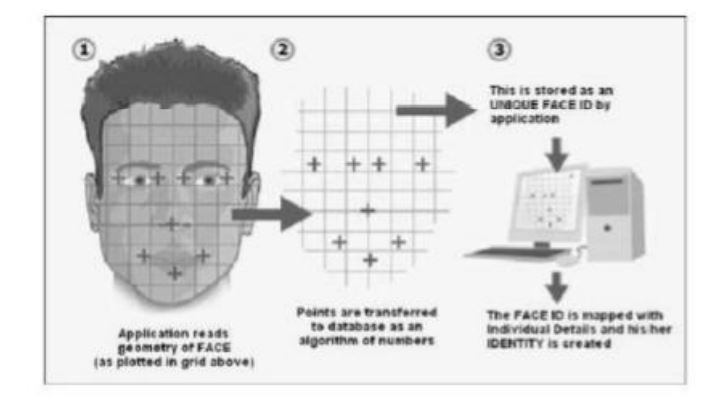 ① ② ③
This is stored as an
UNIQUE FACE ID by
application
Application reads
geometry of FACE
(as plotted in grid above)
Points are transferred
to database as an
algorithm of numbers
The FACE ID is mapped with
Individual Details and his/her
IDENTITY is created